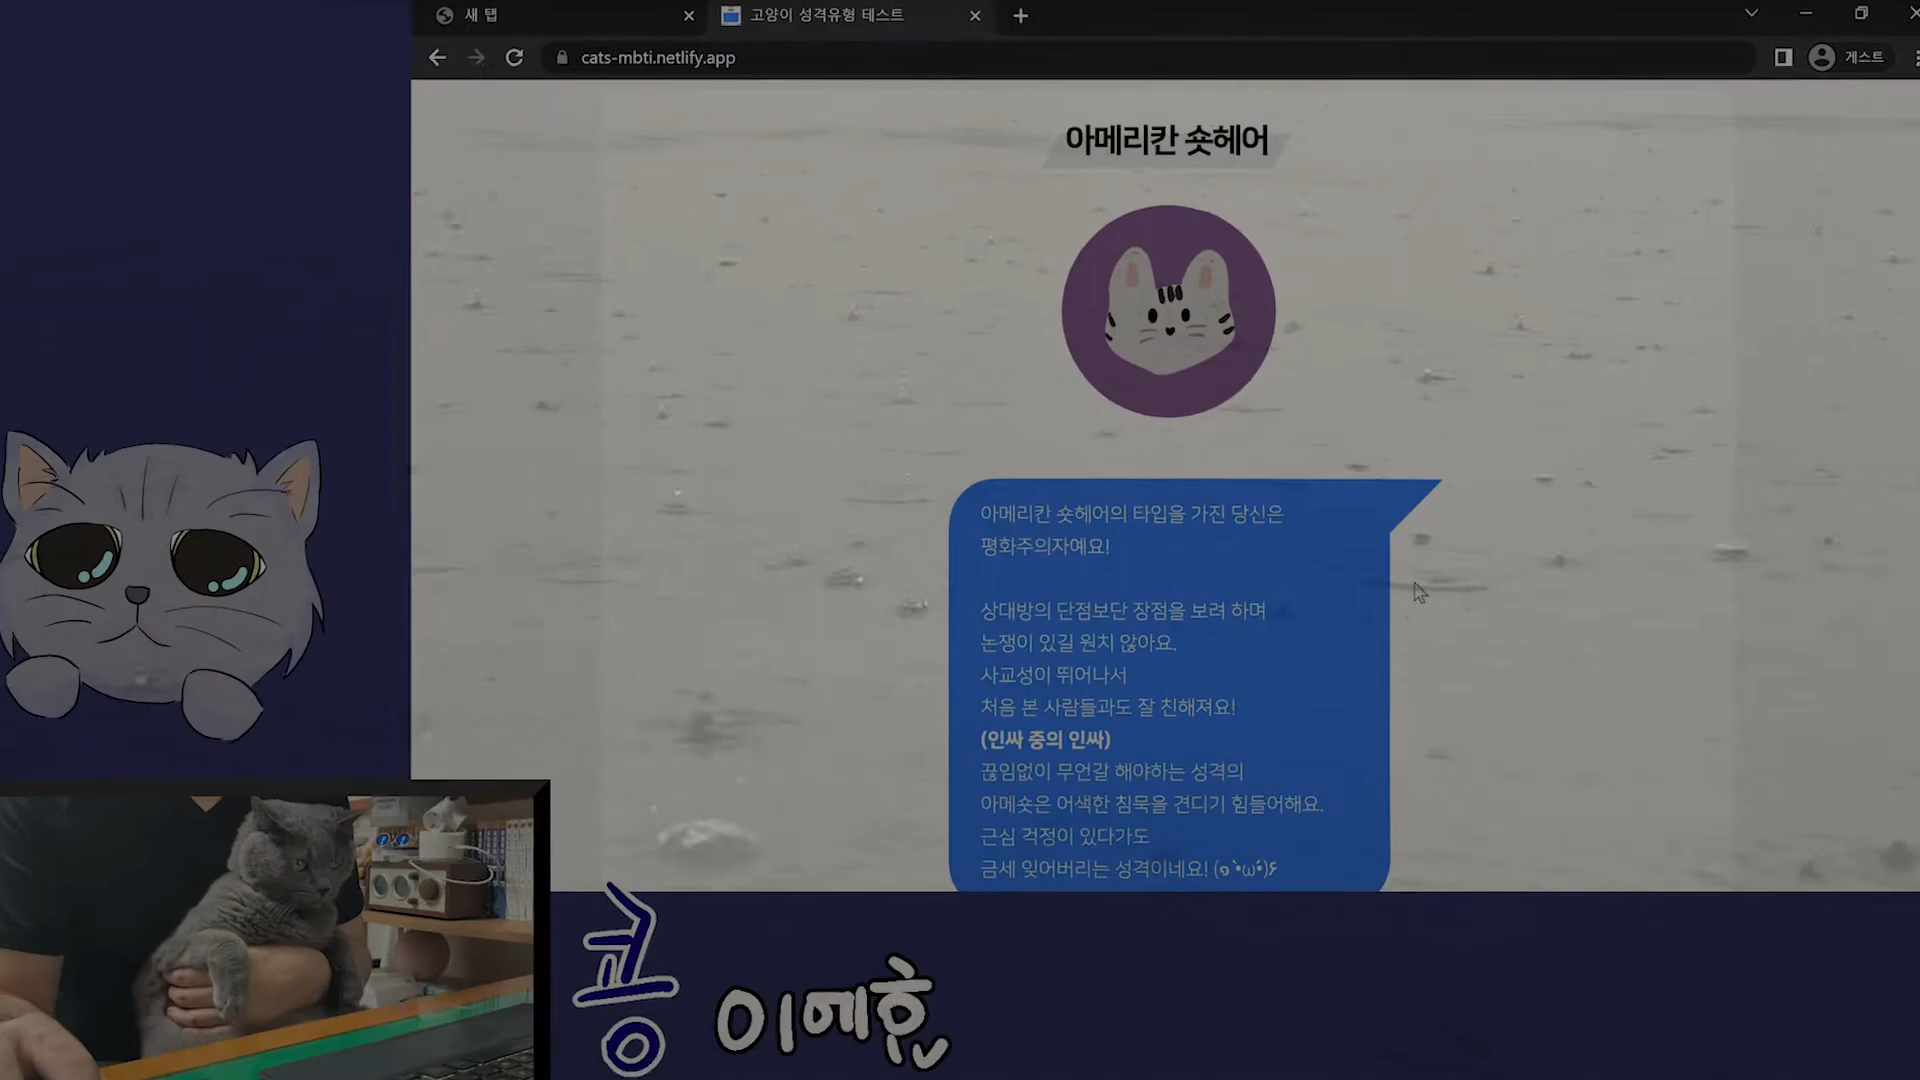 새 탭
고양이 성격유형 테스트
cats-mbti.netlify.app
게스트
아메리칸 숏헤어
아메리칸 숏헤어의 타입을 가진 당신은
평화주의자예요!
상대방의 단점보단 장점을 보려 하며
논쟁이 있길 원치 않아요.
사교성이 뛰어나서
처음 본 사람들과도 잘 친해져요!
(인싸 중의 인싸)
끊임없이 무언갈 해야하는 성격의
아메숏은 어색한 침묵을 견디기 힘들어해요.
근심 걱정이 있다가도
금세 잊어버리는 성격이네요! (๑˃̵ᴗ˂̵)و
콩